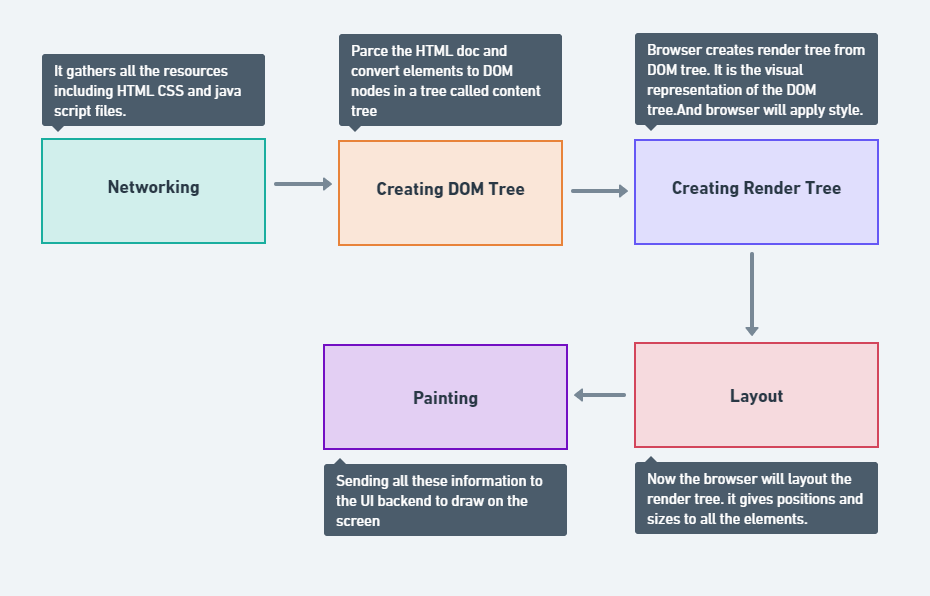 It gathers all the resources
including HTML CSS and java
script files.
Networking
Parce the HTML doc and
convert elements to DOM
nodes in a tree called content
tree
Creating DOM Tree
Browser creates render tree from
DOM tree. It is the visual
representation of the DOM
tree.And browser will apply style.
Creating Render Tree
Layout
Now the browser will layout the
render tree. it gives positions and
sizes to all the elements.
Painting
Sending all these information to
the UI backend to draw on the
screen